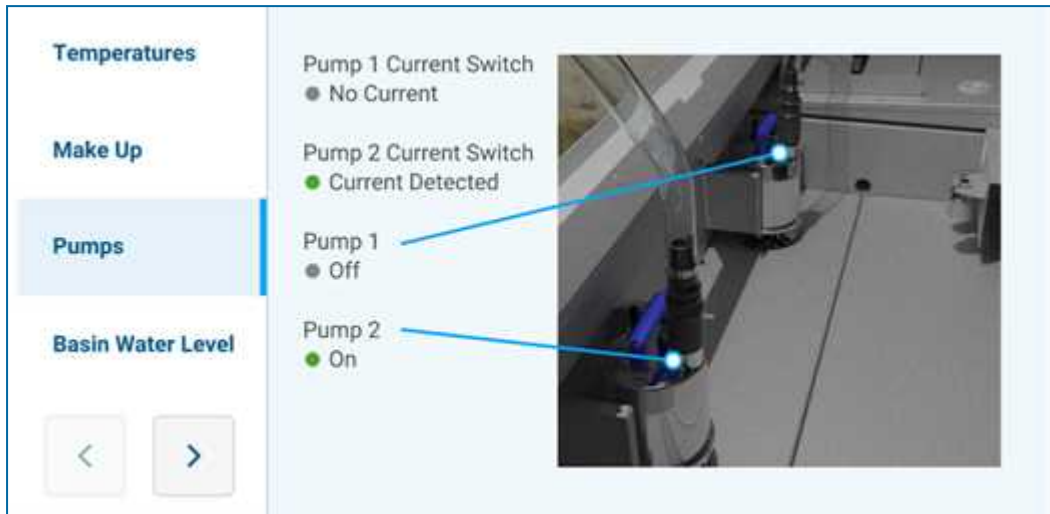 Temperatures
Make Up
Pumps
Basin Water Level
Pump 1 Current Switch
No Current
Pump 2 Current Switch
Current Detected
Pump 1
Off
Pump 2
On